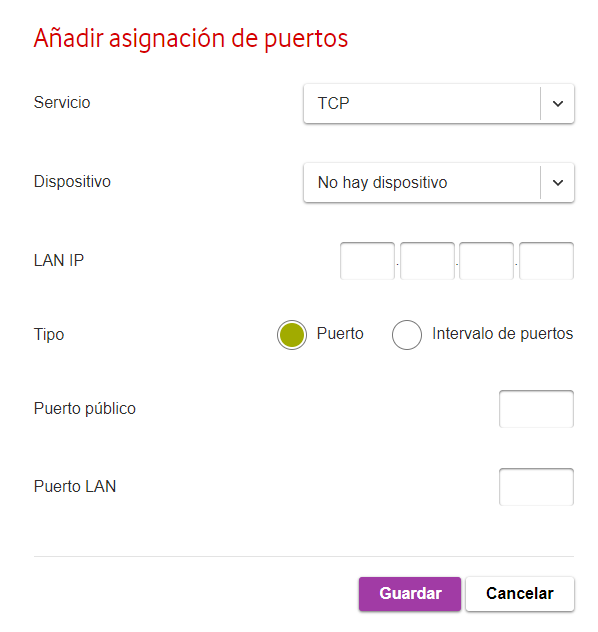 Añadir asignación de puertos
Servicio TCP
Dispositivo No hay dispositivo
LAN IP . . .
Tipo Puerto Intervalo de puertos
Puerto público
Puerto LAN
Guardar Cancelar